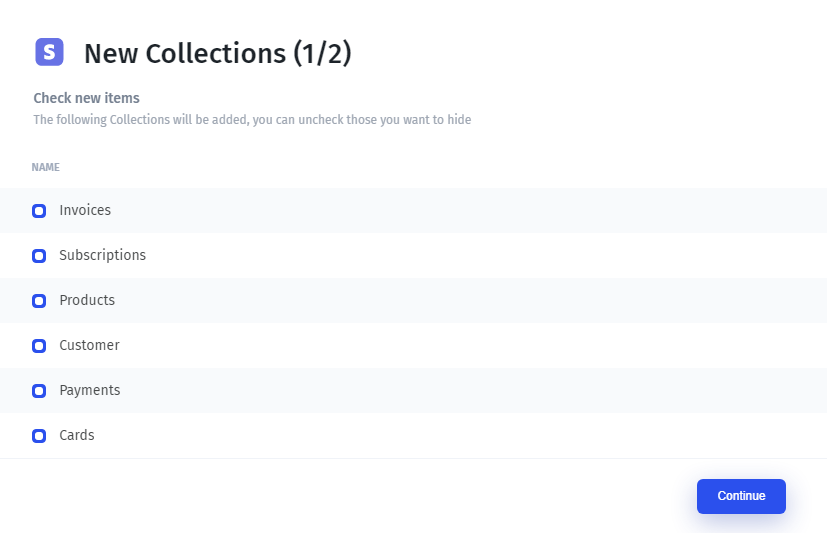 S New Collections (1/2)
Check new items
The following Collections will be added, you can uncheck those you want to hide
NAME
Invoices
Subscriptions
Products
Customer
Payments
Cards
Continue